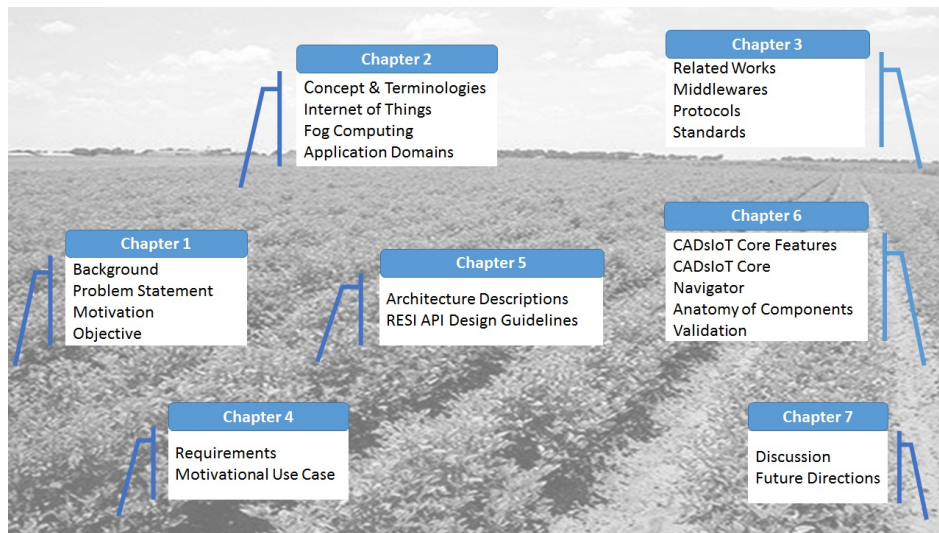 Chapter 2
Concept & Terminologies
Internet of Things
Fog Computing
Application Domains
Chapter 3
Related Works
Middlewares
Protocols
Standards
Chapter 1
Background
Problem Statement
Motivation
Objective
Chapter 5
Architecture Descriptions
RESI API Design Guidelines
Chapter 6
CADsIoT Core Features
CADsIoT Core
Navigator
Anatomy of Components
Validation
Chapter 4
Requirements
Motivational Use Case
Chapter 7
Discussion
Future Directions